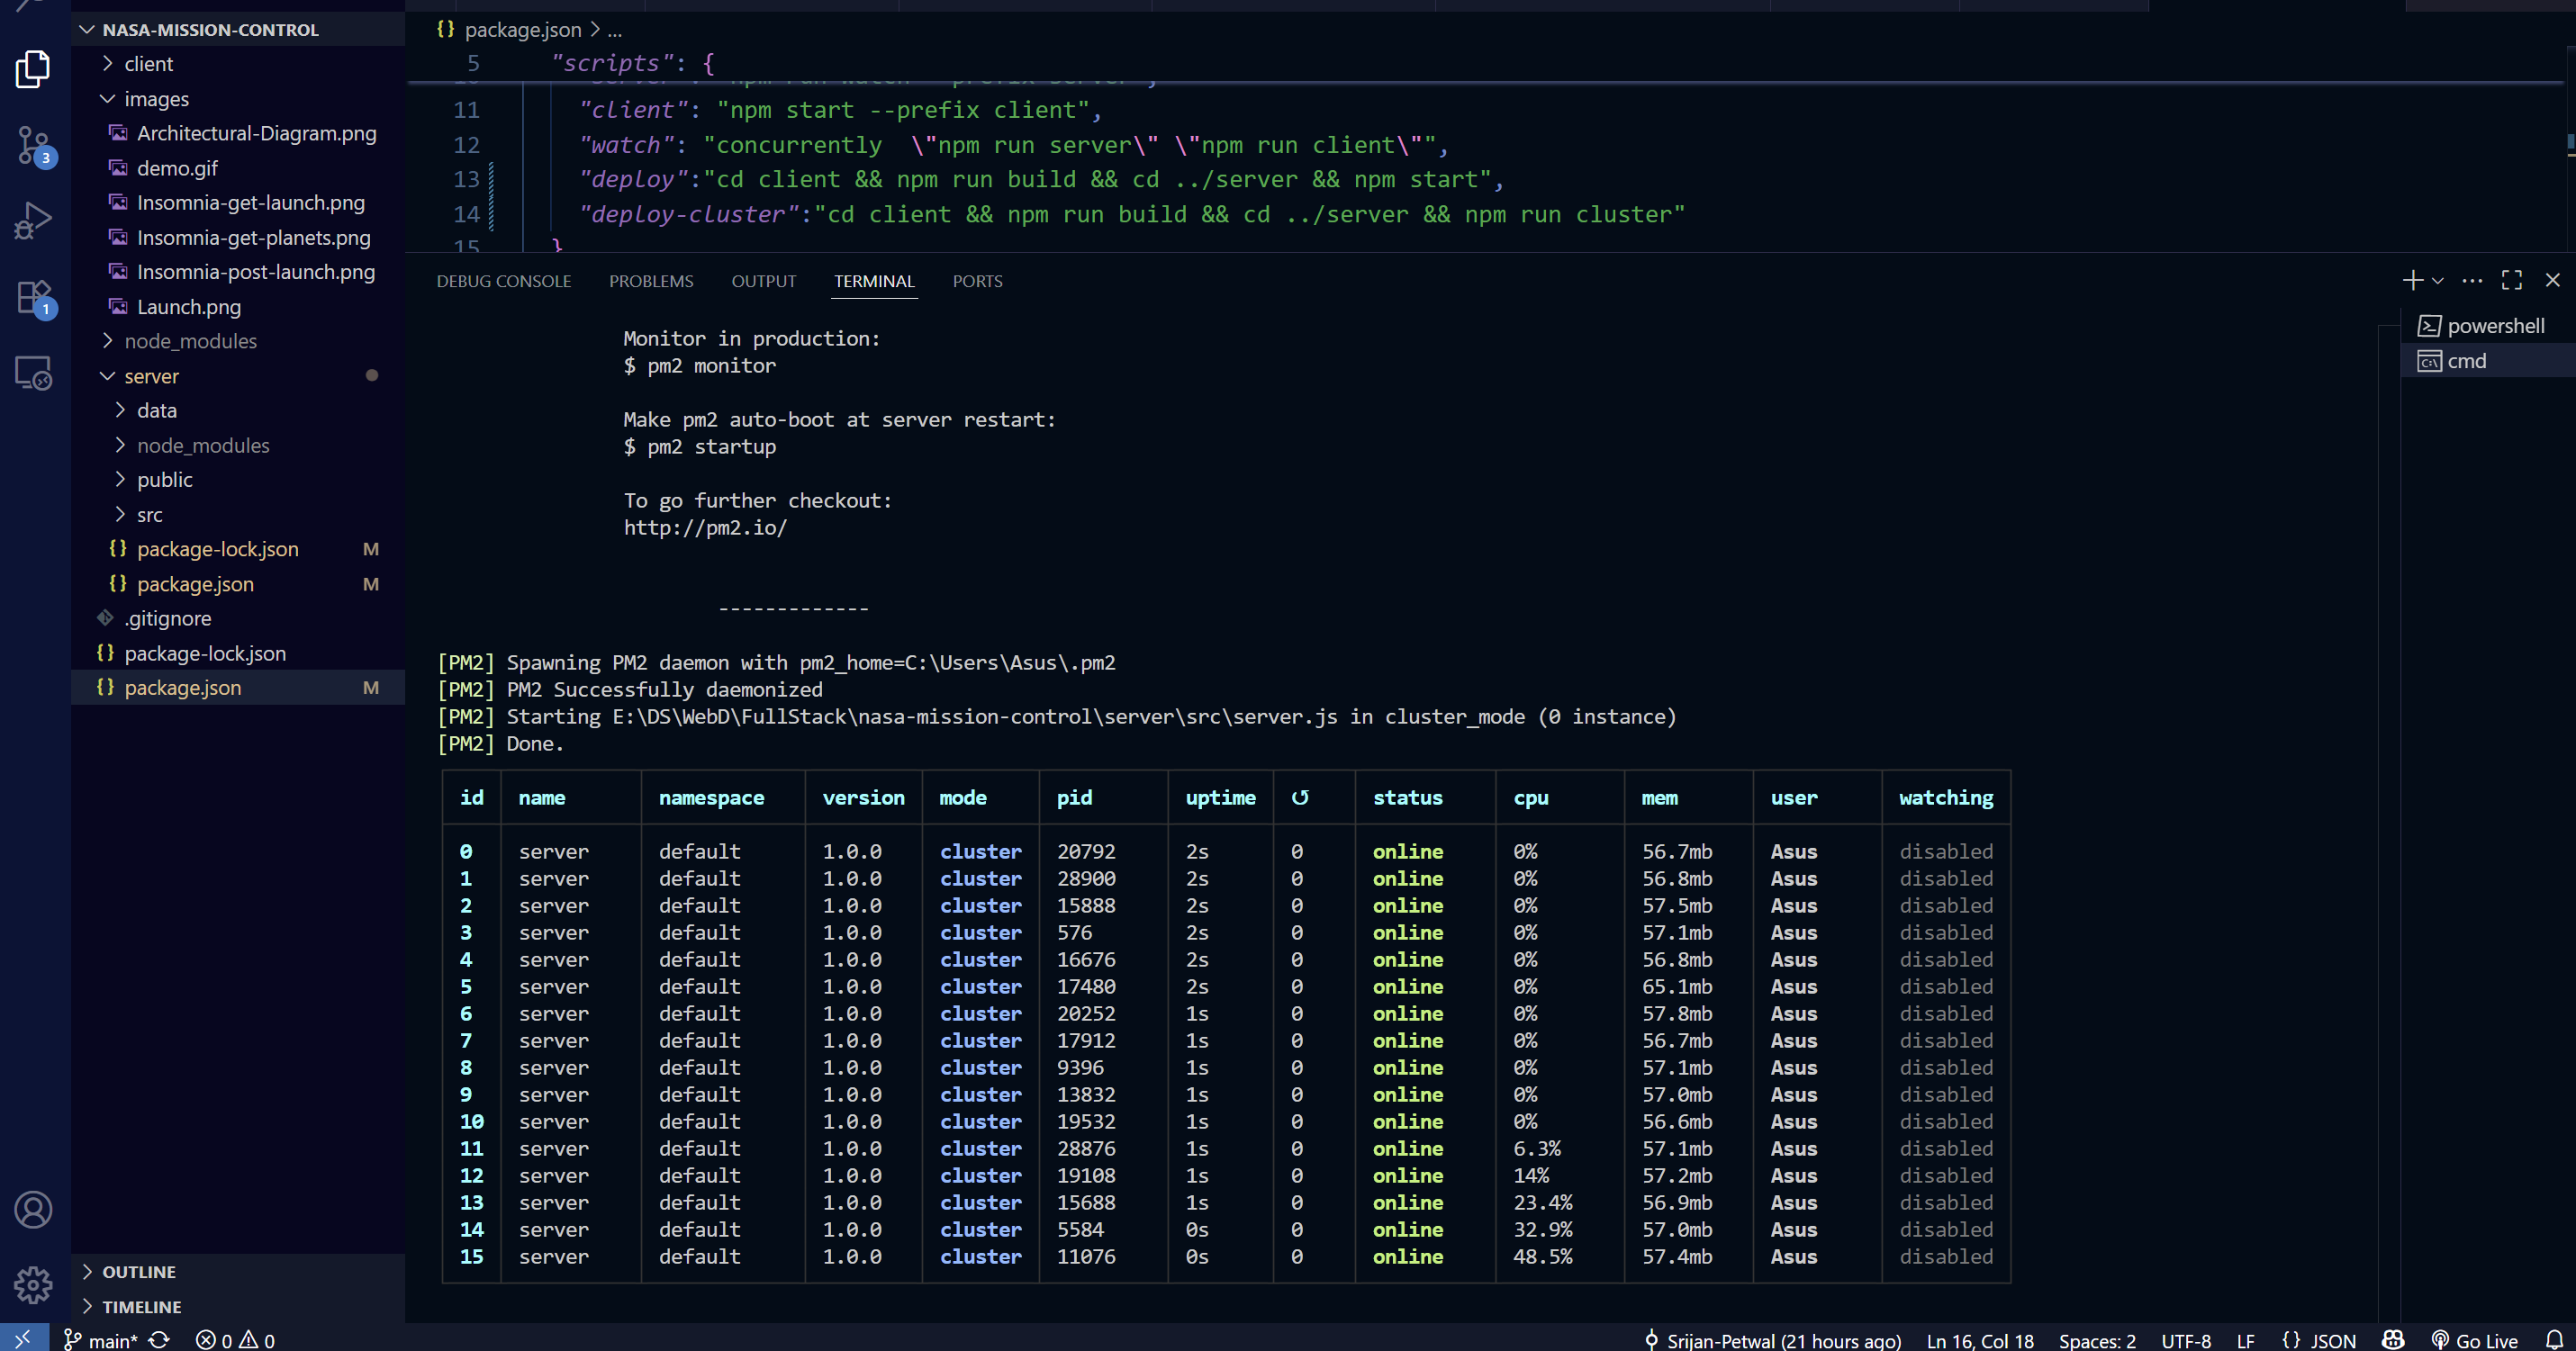 NASA-MISSION-CONTROL
client
images
Architectural-Diagram.png
demo.gif
Insomnia-get-launch.png
Insomnia-get-planets.png
Insomnia-post-launch.png
Launch.png
node_modules
server
data
node_modules
public
src
package-lock.json M
package.json M
.gitignore
package-lock.json
package.json M
OUTLINE
TIMELINE
3
1
{} package.json > ...
5 "scripts": {
11 "client": "npm start --prefix client",
12 "watch": "concurrently  \"npm run server\" \"npm run client\"",
13 "deploy":"cd client && npm run build && cd ../server && npm start",
14 "deploy-cluster":"cd client && npm run build && cd ../server && npm run cluster"
15 }
DEBUG CONSOLE PROBLEMS OUTPUT TERMINAL PORTS
powershell
cmd
Monitor in production:
$ pm2 monitor
Make pm2 auto-boot at server restart:
$ pm2 startup
To go further checkout:
http://pm2.io/
-------------
[PM2] Spawning PM2 daemon with pm2_home=C:\Users\Asus\.pm2
[PM2] PM2 Successfully daemonized
[PM2] Starting E:\DS\WebD\FullStack\nasa-mission-control\server\src\server.js in cluster_mode (0 instance)
[PM2] Done.
id name namespace version mode pid uptime ↺ status cpu mem user watching
0 server default 1.0.0 cluster 20792 2s 0 online 0% 56.7mb Asus disabled
1 server default 1.0.0 cluster 28900 2s 0 online 0% 56.8mb Asus disabled
2 server default 1.0.0 cluster 15888 2s 0 online 0% 57.5mb Asus disabled
3 server default 1.0.0 cluster 576 2s 0 online 0% 57.1mb Asus disabled
4 server default 1.0.0 cluster 16676 2s 0 online 0% 56.8mb Asus disabled
5 server default 1.0.0 cluster 17480 2s 0 online 0% 65.1mb Asus disabled
6 server default 1.0.0 cluster 20252 1s 0 online 0% 57.8mb Asus disabled
7 server default 1.0.0 cluster 17912 1s 0 online 0% 56.7mb Asus disabled
8 server default 1.0.0 cluster 9396 1s 0 online 0% 57.1mb Asus disabled
9 server default 1.0.0 cluster 13832 1s 0 online 0% 57.0mb Asus disabled
10 server default 1.0.0 cluster 19532 1s 0 online 0% 56.6mb Asus disabled
11 server default 1.0.0 cluster 28876 1s 0 online 6.3% 57.1mb Asus disabled
12 server default 1.0.0 cluster 19108 1s 0 online 14% 57.2mb Asus disabled
13 server default 1.0.0 cluster 15688 1s 0 online 23.4% 56.9mb Asus disabled
14 server default 1.0.0 cluster 5584 0s 0 online 32.9% 57.0mb Asus disabled
15 server default 1.0.0 cluster 11076 0s 0 online 48.5% 57.4mb Asus disabled
main* 0 0 Srijan-Petwal (21 hours ago) Ln 16, Col 18 Spaces: 2 UTF-8 LF {} JSON Go Live